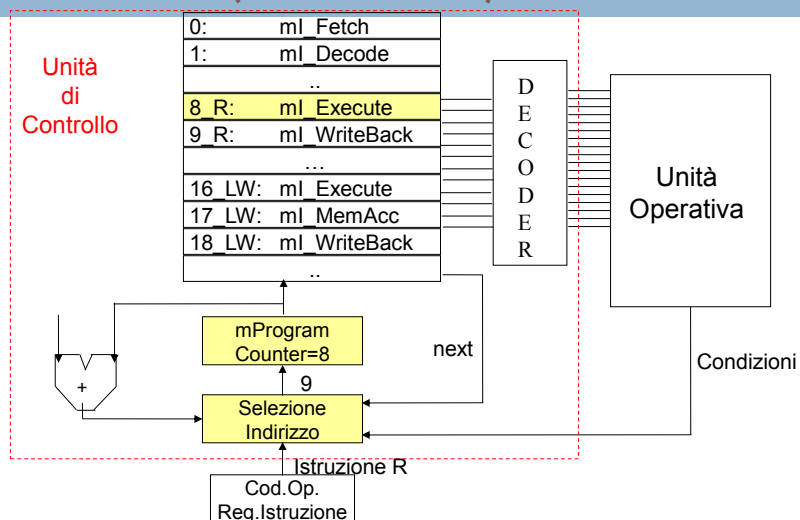 Unità
di
Controllo
0: mI_Fetch
1: mI_Decode
..
8_R: mI_Execute
9_R: mI_WriteBack
...
16_LW: mI_Execute
17_LW: mI_MemAcc
18_LW: mI_WriteBack
..
D
E
C
O
D
E
R
Unità
Operativa
mProgram
Counter=8
next
Condizioni
+
9
Selezione
Indirizzo
Istruzione R
Cod.Op.
Reg.Istruzione